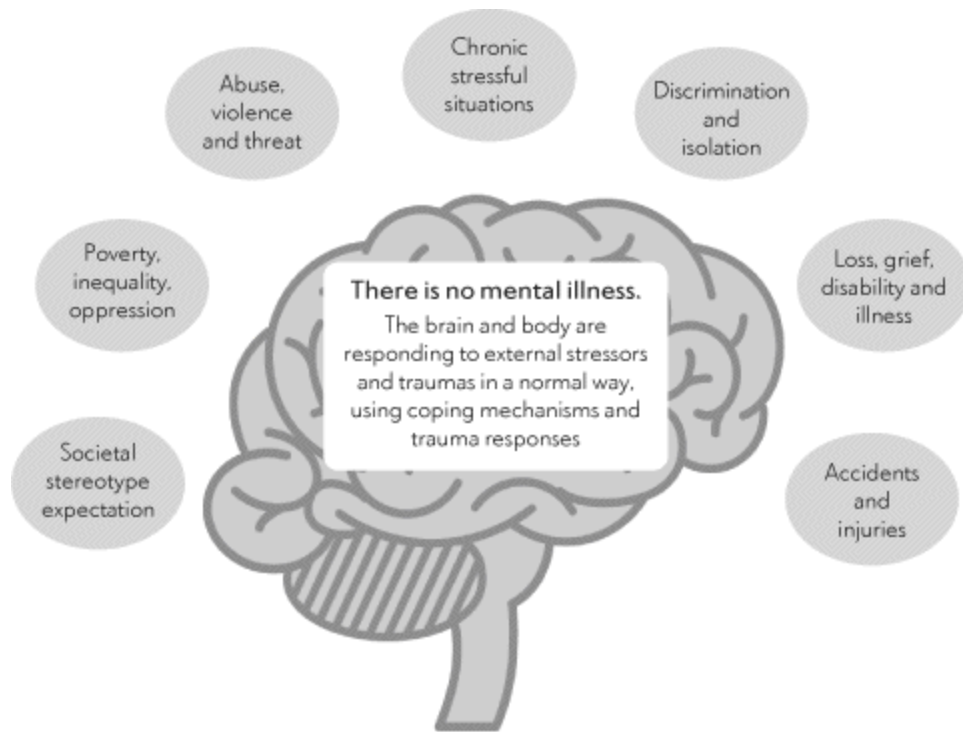 Chronic
stressful
situations
Abuse,
violence
and threat
Discrimination
and
isolation
Poverty,
inequality,
oppression
Loss, grief,
disability and
illness
There is no mental illness.
The brain and body are
responding to external stressors
and traumas in a normal way,
using coping mechanisms and
trauma responses
Societal
stereotype
expectation
Accidents
and
injuries